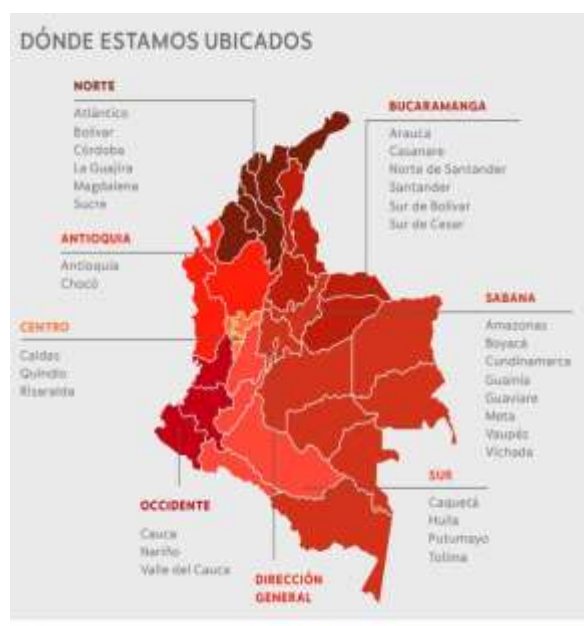 DÓNDE ESTAMOS UBICADOS
NORTE
Atlántico
Bolívar
Córdoba
La Guajira
Magdalena
Sucre
BUCARAMANGA
Arauca
Casanare
Norte de Santander
Santander
Sur de Bolívar
Sur de Cesar
ANTIOQUIA
Antioquia
Chocó
CENTRO
Caldas
Quindío
Risaralda
SABANA
Amazonas
Boyacá
Cundinamarca
Guainía
Guaviare
Meta
Vaupés
Vichada
SUR
Caquetá
Huila
Putumayo
Tolima
OCCIDENTE
Cauca
Nariño
Valle del Cauca
DIRECCIÓN
GENERAL